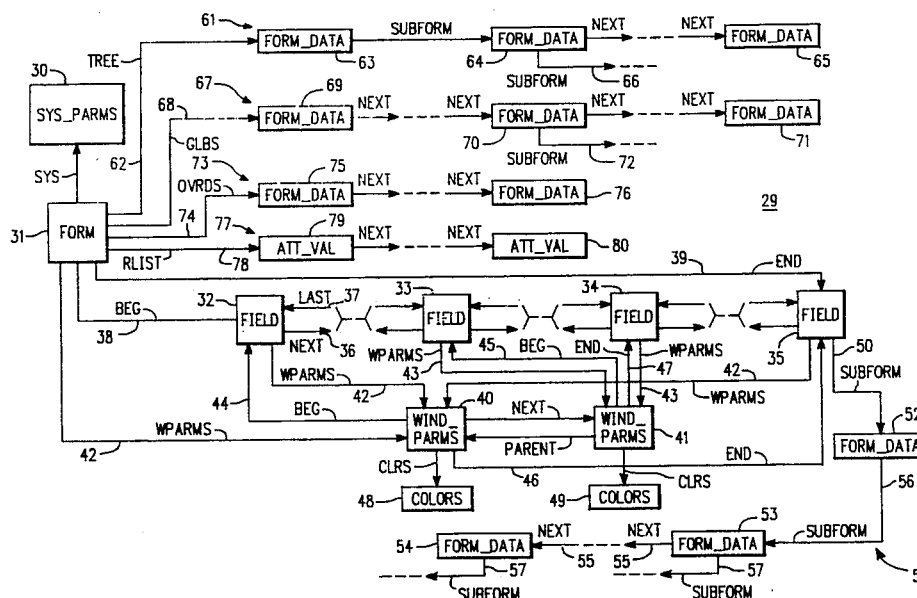 61
SUBFORM
NEXT
NEXT
FORM_DATA
FORM_DATA
FORM_DATA
TREE
63
64
65
30
67
69
SUBFORM
66
SYS_PARMS
68
NEXT
NEXT
NEXT
NEXT
FORM_DATA
FORM_DATA
FORM_DATA
GLBS
73
75
70
71
SYS
62
OVRDS
NEXT
NEXT
SUBFORM
72
FORM_DATA
FORM_DATA
74
77
79
76
29
31
FORM
NEXT
NEXT
ATT_VAL
ATT_VAL
RLIST
78
80
39
END
32
LAST
37
33
34
BEG
FIELD
FIELD
FIELD
FIELD
38
NEXT
36
WPARMS
45
BEG
END
WPARMS
35
50
WPARMS
43
47
43
42
SUBFORM
44
42
40
WPARMS
BEG
NEXT
52
WPARMS
WIND_PARMS
WIND_PARMS
41
FORM_DATA
42
PARENT
END
56
CLRS
46
CLRS
48
COLORS
49
COLORS
53
54
NEXT
NEXT
SUBFORM
FORM_DATA
FORM_DATA
55
55
57
57
5
SUBFORM
SUBFORM